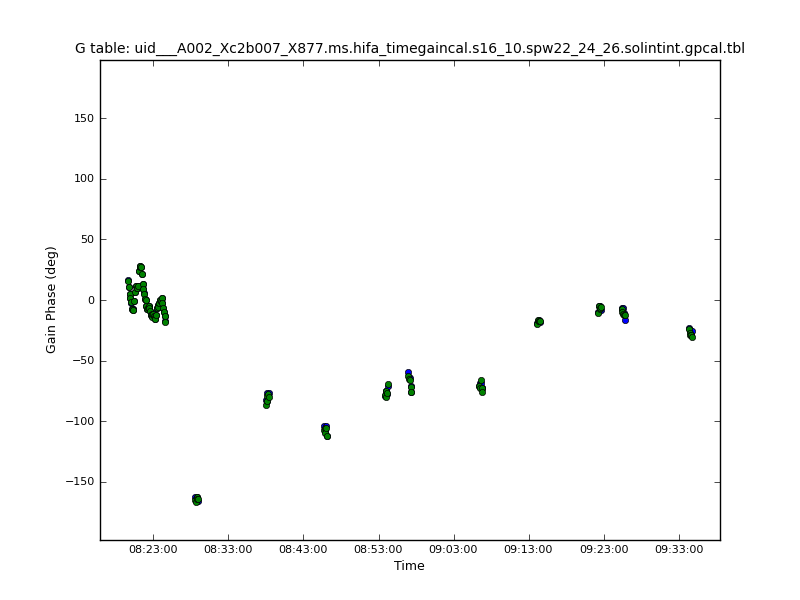 G table: uid___A002_Xc2b007_X877.ms.hifa_timegaincal.s16_10.spw22_24_26.solintint.gpcal.tbl
Gain Phase (deg)
150
100
50
0
−50
−100
−150
08:23:00 08:33:00 08:43:00 08:53:00 09:03:00 09:13:00 09:23:00 09:33:00
Time